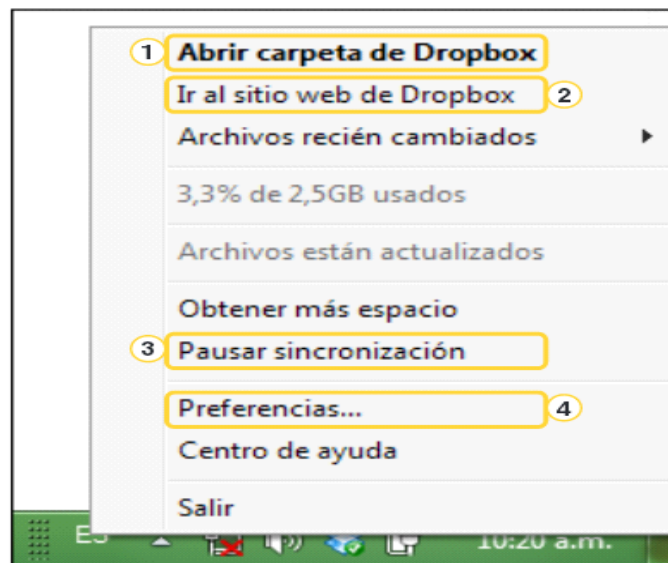 1 Abrir carpeta de Dropbox
Ir al sitio web de Dropbox 2
Archivos recién cambiados
3,3% de 2,5GB usados
Archivos están actualizados
Obtener más espacio
3 Pausar sincronización
Preferencias... 4
Centro de ayuda
Salir
ES 10:20 a.m.